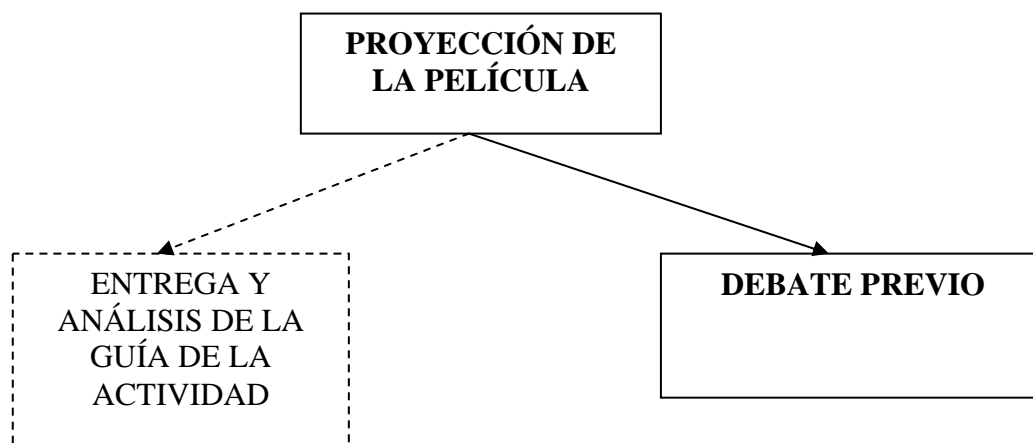 PROYECCIÓN DE
LA PELÍCULA
ENTREGA Y
ANÁLISIS DE LA
GUÍA DE LA
ACTIVIDAD
DEBATE PREVIO